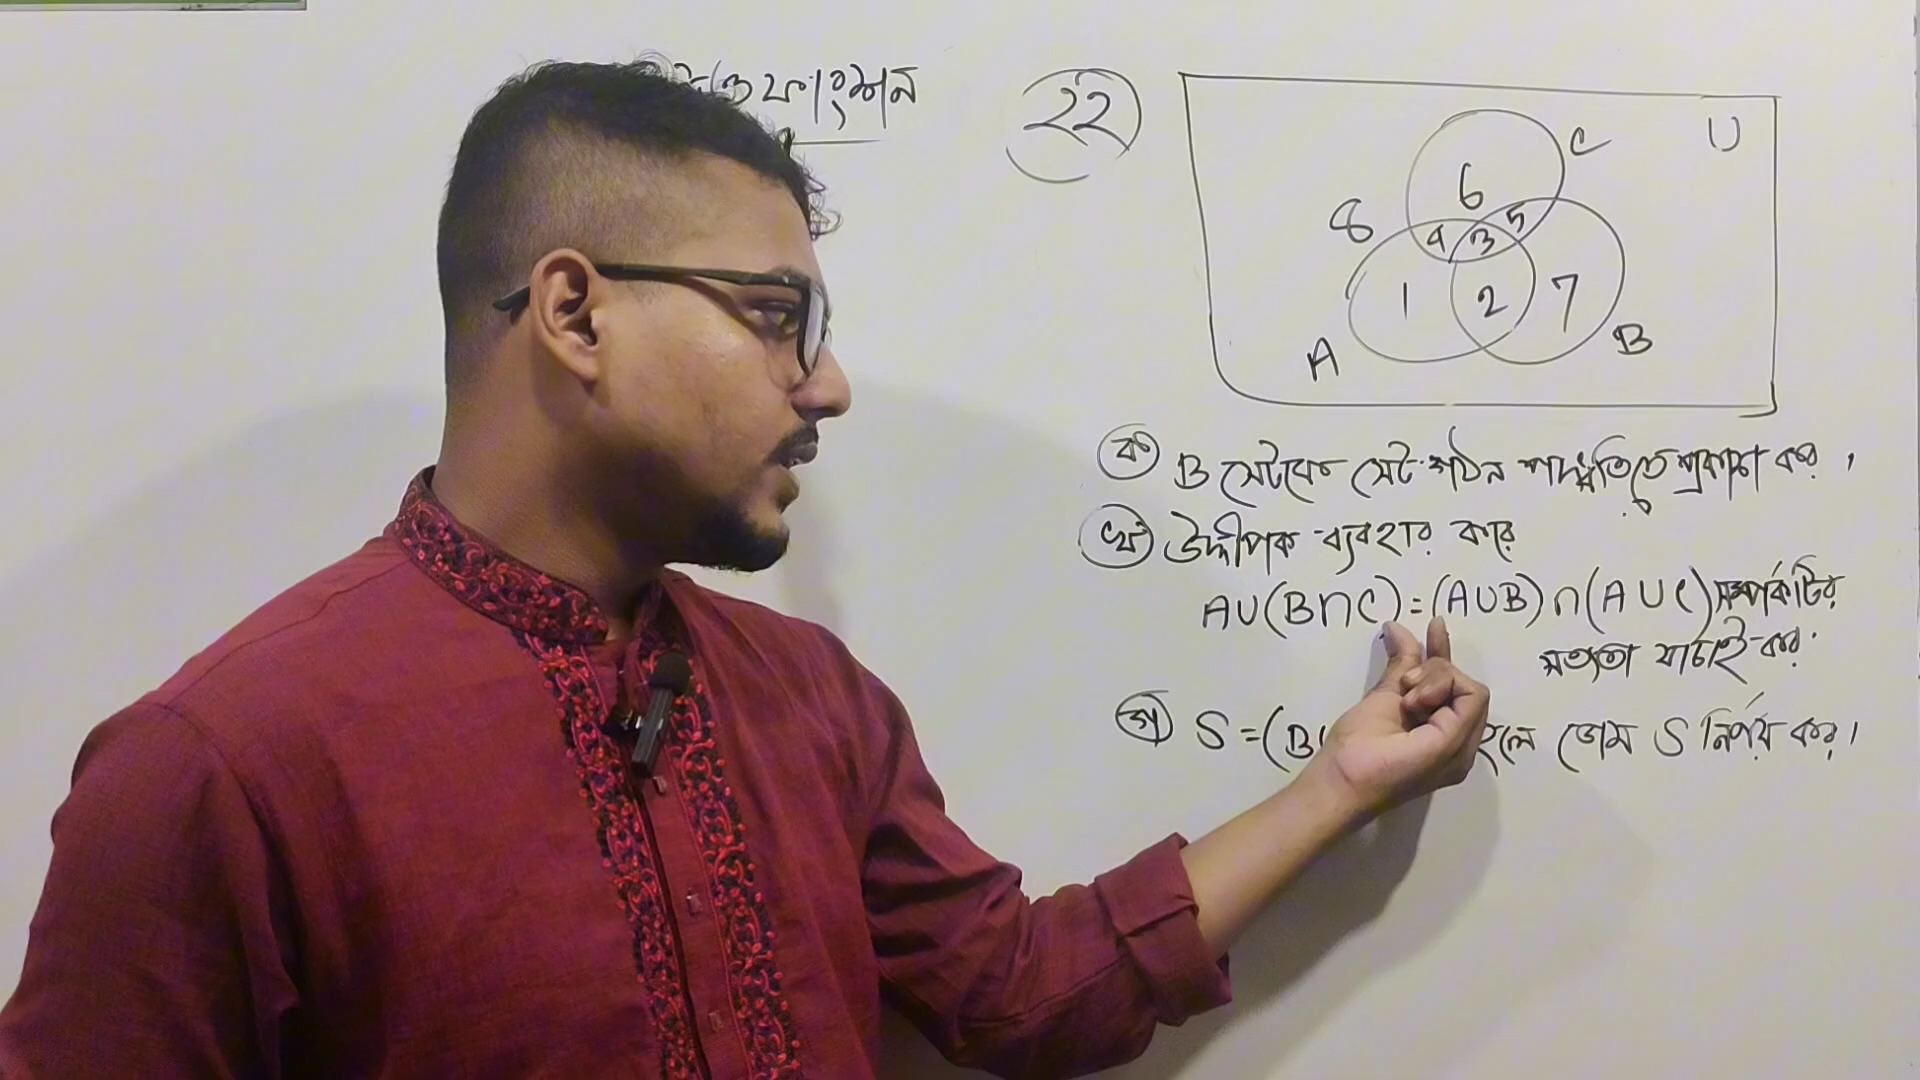 ও ফাংশন
২২
U
C
6
8
4 3 5
1 2 7
A
B
ক B সেটকে সেট গঠন পদ্ধতিতে প্রকাশ কর।
খ উদ্দীপক ব্যবহার করে
A∪(B∩C)=(A∪B)∩(A∪C) সম্পর্কটির
সত্যতা যাচাই কর।
গ S=(B হলে ডোম S নির্ণয় কর।